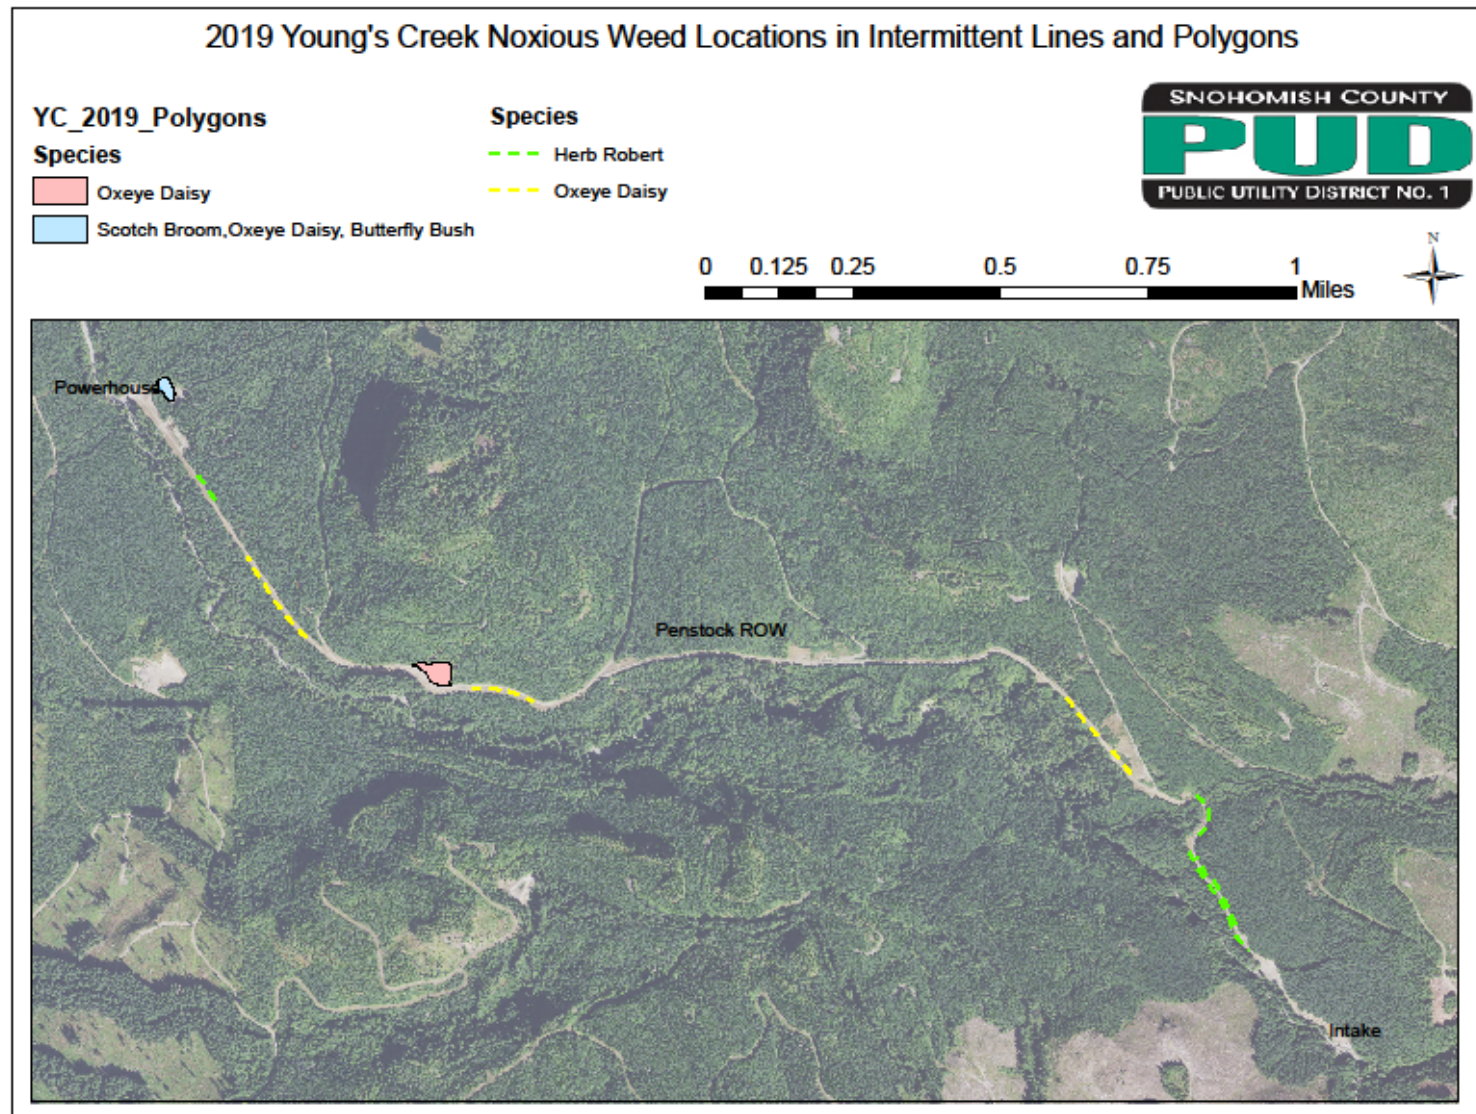 2019 Young's Creek Noxious Weed Locations in Intermittent Lines and Polygons
YC_2019_Polygons
Species
Oxeye Daisy
Scotch Broom,Oxeye Daisy, Butterfly Bush
Species
Herb Robert
Oxeye Daisy
SNOHOMISH COUNTY
PUD
PUBLIC UTILITY DISTRICT NO. 1
N
0 0.125 0.25 0.5 0.75 1
Miles
Powerhouse
Penstock ROW
Intake